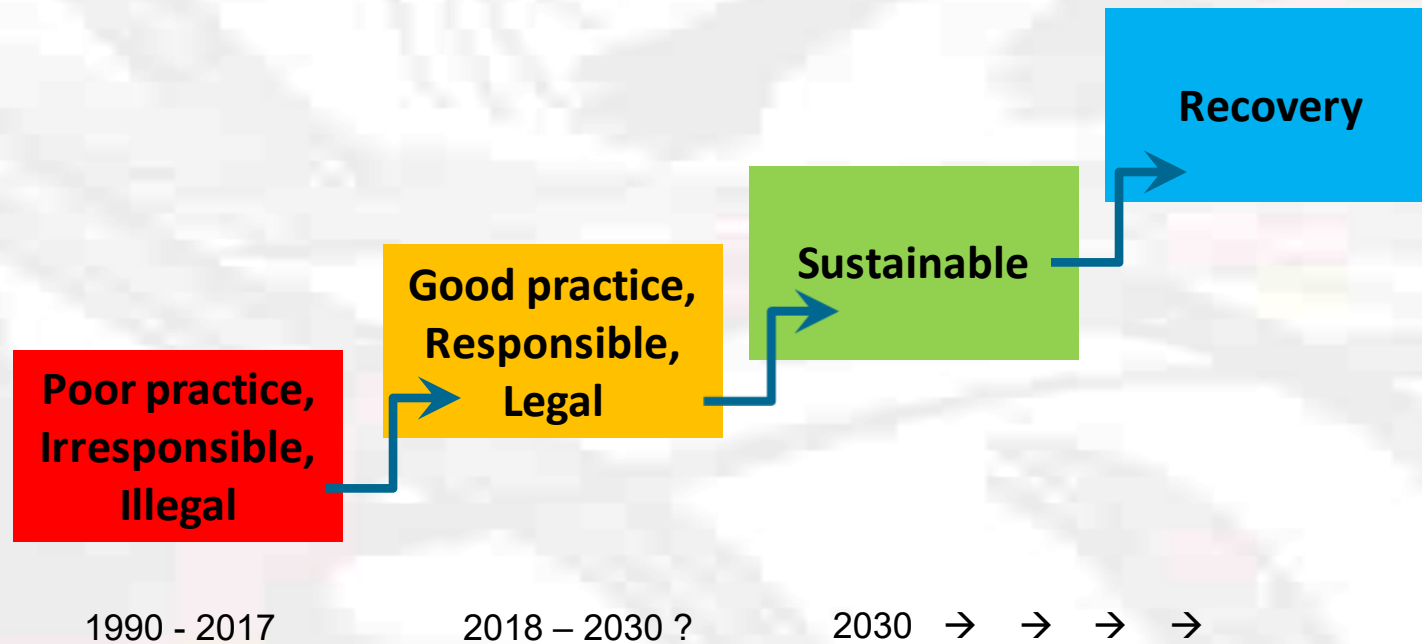 Recovery
Sustainable
Good practice,
Responsible,
Legal
Poor practice,
Irresponsible,
Illegal
1990 - 2017
2018 – 2030 ?
2030 → → → →